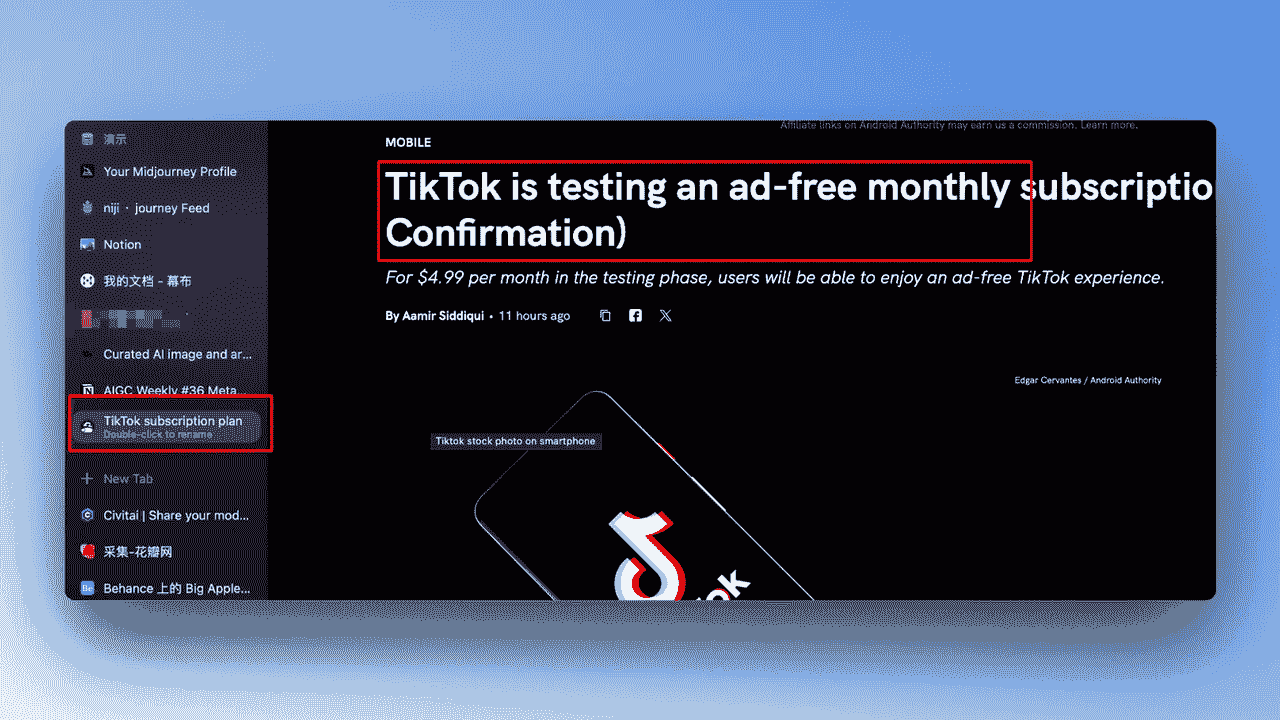 演示
Your Midjourney Profile
niji · journey Feed
Notion
我的文档 - 幕布
Curated AI image and ar...
AIGC Weekly #36 Meta...
TikTok subscription plan
Double-click to rename
New Tab
Civitai | Share your mod...
采集-花瓣网
Behance 上的 Big Apple...
Affiliate links on Android Authority may earn us a commission. Learn more.
MOBILE
TikTok is testing an ad-free monthly subscriptio
Confirmation)
For $4.99 per month in the testing phase, users will be able to enjoy an ad-free TikTok experience.
By Aamir Siddiqui • 11 hours ago
Edgar Cervantes / Android Authority
Tiktok stock photo on smartphone
ok